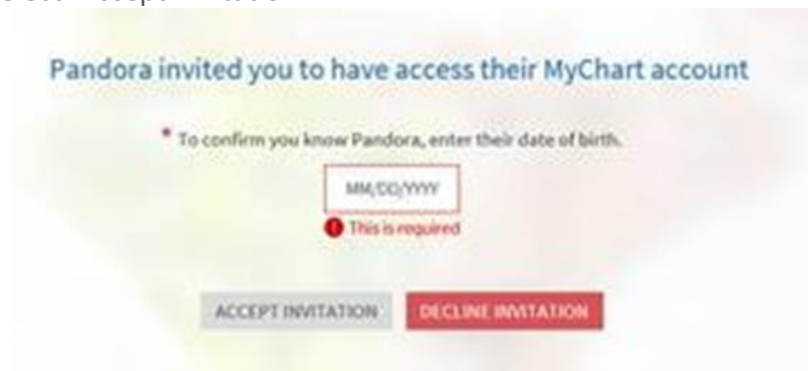 Pandora invited you to have access their MyChart account
* To confirm you know Pandora, enter their date of birth.
MM/DD/YYYY
! This is required
ACCEPT INVITATION DECLINE INVITATION